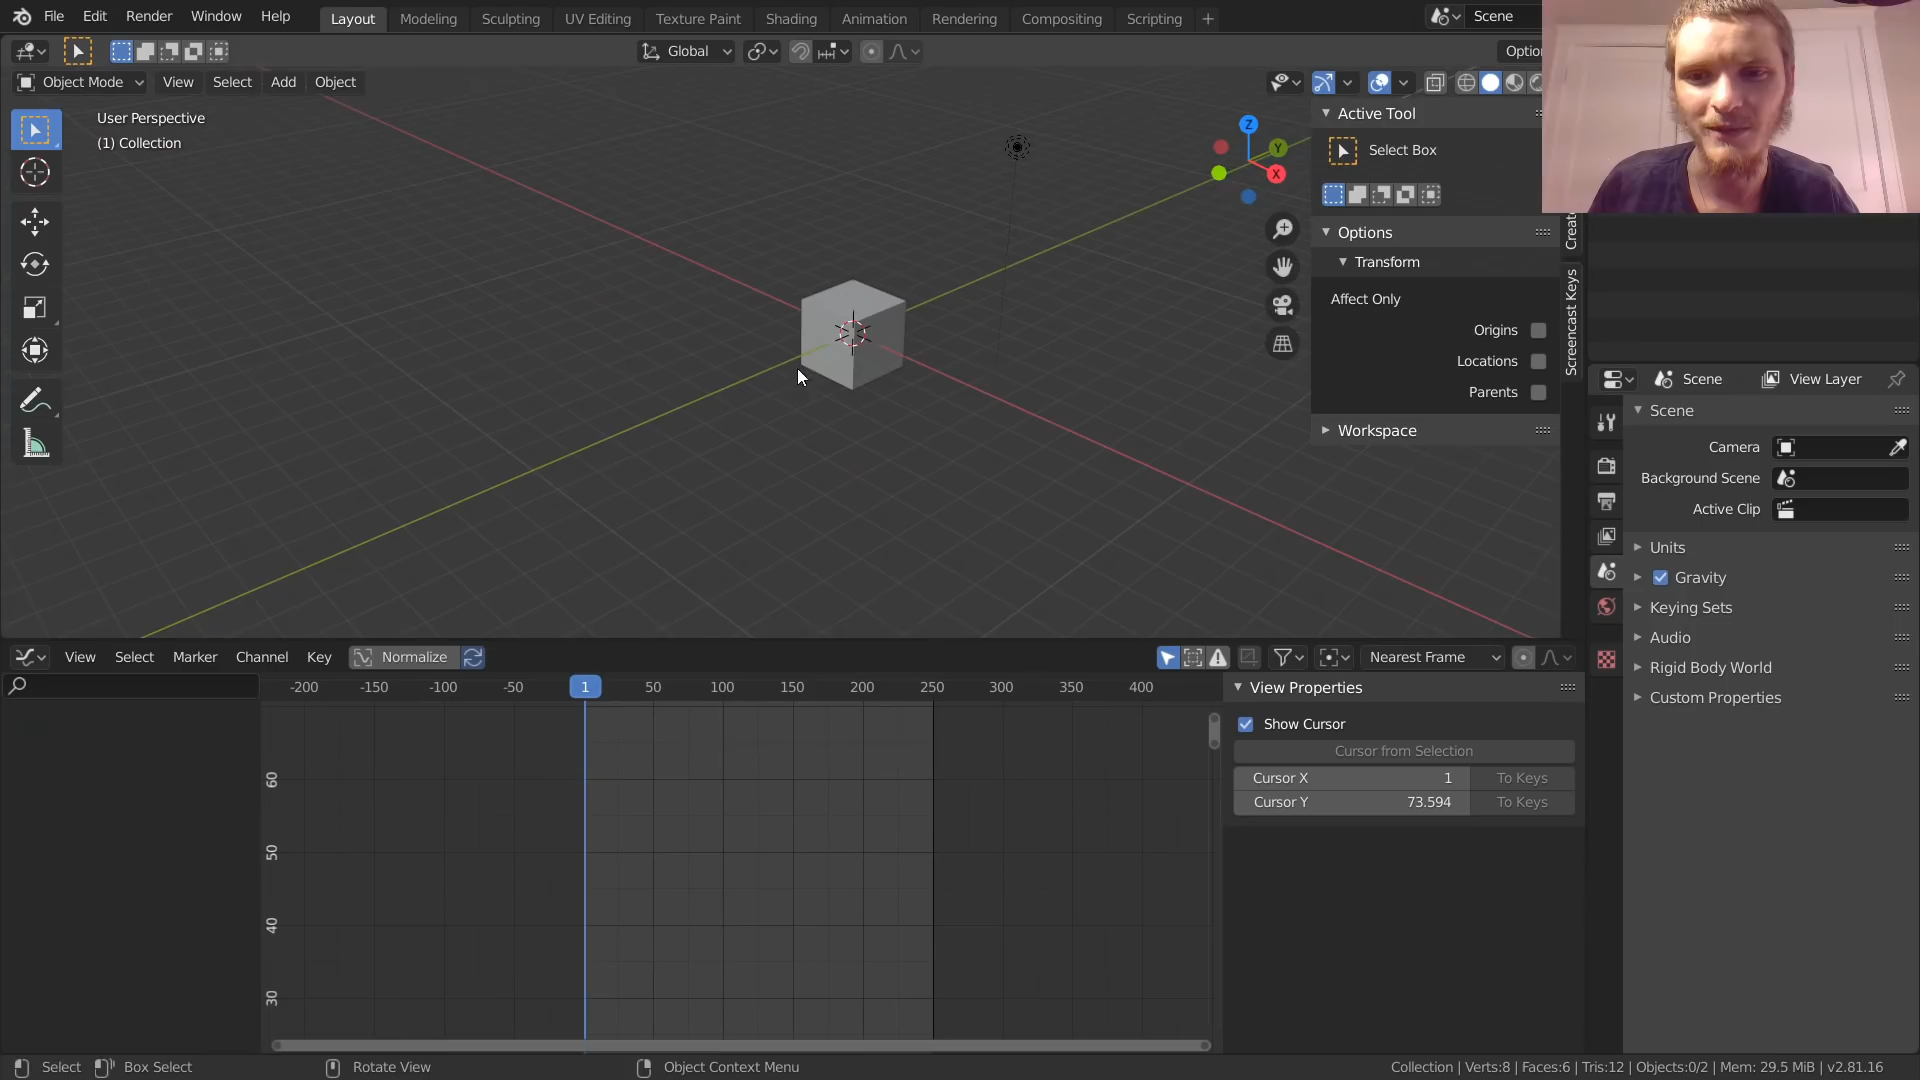 File Edit Render Window Help Layout Modeling Sculpting UV Editing Texture Paint Shading Animation Rendering Compositing Scripting + Scene
Global Optio
Object Mode View Select Add Object
User Perspective
(1) Collection
Z
Y
X
Active Tool
Select Box
Options
Transform
Affect Only
Origins
Locations
Parents
Workspace
Create
Screencast Keys
Scene View Layer
Scene
Camera
Background Scene
Active Clip
Units
Gravity
Keying Sets
Audio
Rigid Body World
Custom Properties
View Select Marker Channel Key Normalize Nearest Frame
-200 -150 -100 -50 1 50 100 150 200 250 300 350 400
60
50
40
30
View Properties
Show Cursor
Cursor from Selection
Cursor X 1 To Keys
Cursor Y 73.594 To Keys
Select Box Select Rotate View Object Context Menu Collection | Verts:8 | Faces:6 | Tris:12 | Objects:0/2 | Mem: 29.5 MiB | v2.81.16